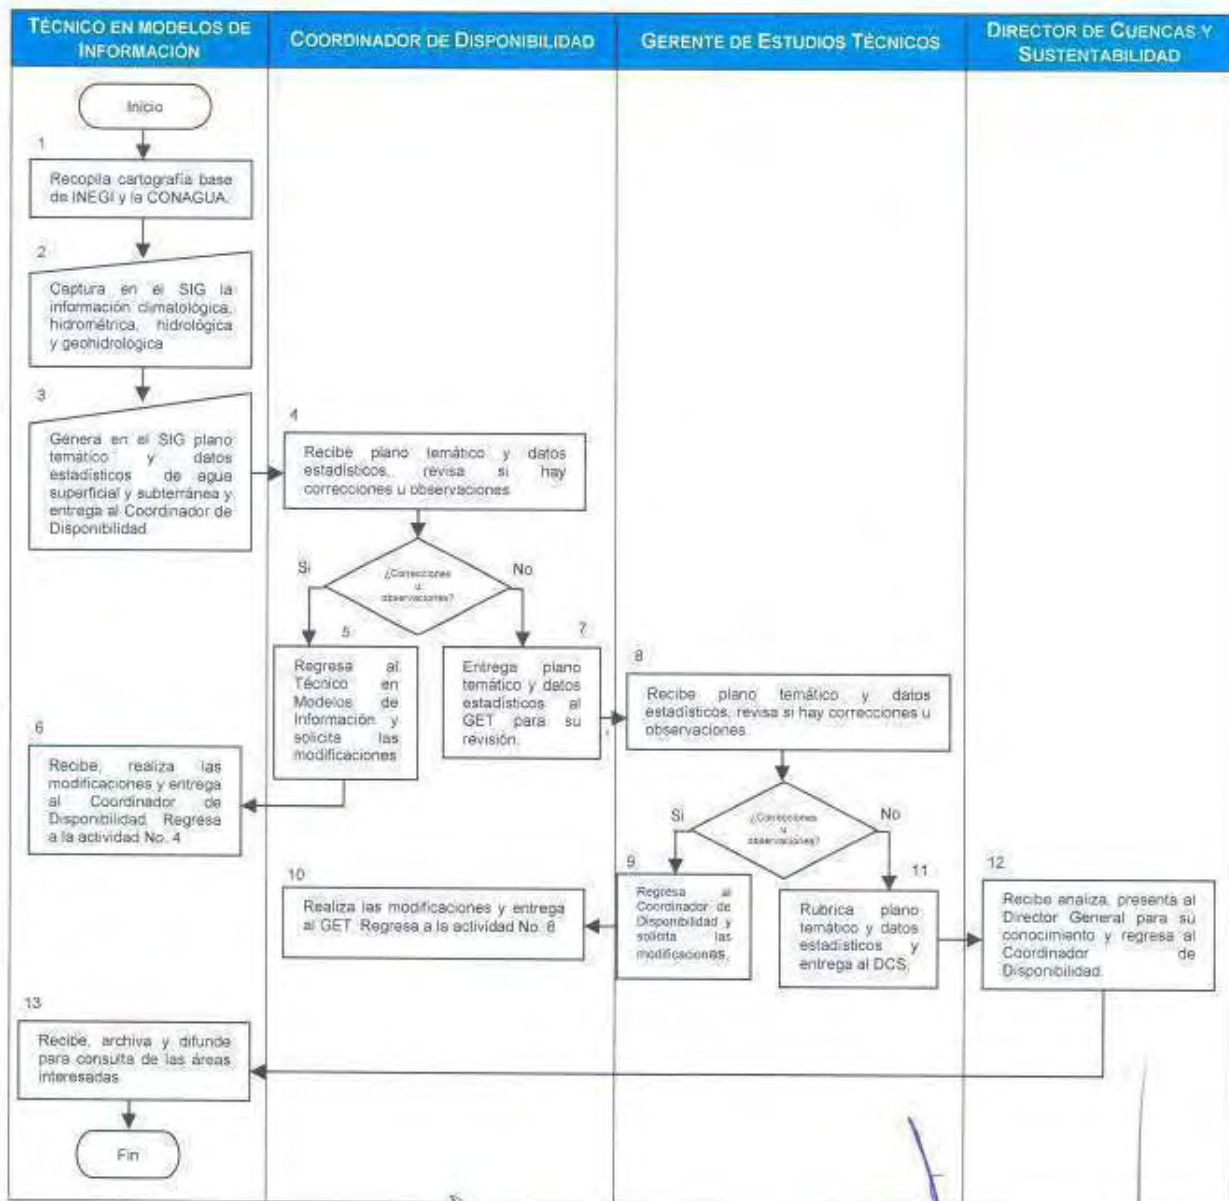 TÉCNICO EN MODELOS DE
INFORMACIÓN
COORDINADOR DE DISPONIBILIDAD
GERENTE DE ESTUDIOS TÉCNICOS
DIRECTOR DE CUENCAS Y
SUSTENTABILIDAD
Inicio
1
Recopila cartografía base
de INEGI y la CONAGUA.
2
Captura en el SIG la
información climatológica,
hidrométrica, hidrológica
y geohidrológica
3
Genera en el SIG plano
temático y datos
estadísticos de agua
superficial y subterránea y
entrega al Coordinador de
Disponibilidad.
4
Recibe plano temático y datos
estadísticos, revisa si hay
correcciones u observaciones
¿Correcciones
u
observaciones?
Si
No
5
Regresa al
Técnico en
Modelos de
Información y
solicita las
modificaciones
7
Entrega plano
temático y datos
estadísticos al
GET para su
revisión.
6
Recibe, realiza las
modificaciones y entrega
al Coordinador de
Disponibilidad. Regresa
a la actividad No. 4
8
Recibe plano temático y datos
estadísticos, revisa si hay correcciones u
observaciones.
¿Correcciones
u
observaciones?
Si
No
9
Regresa al
Coordinador de
Disponibilidad y
solicita las
modificaciones.
10
Realiza las modificaciones y entrega
al GET. Regresa a la actividad No. 8
11
Rubrica plano
temático y datos
estadísticos y
entrega al DCS.
12
Recibe analiza, presenta al
Director General para su
conocimiento y regresa al
Coordinador de
Disponibilidad.
13
Recibe, archiva y difunde
para consulta de las áreas
interesadas.
Fin